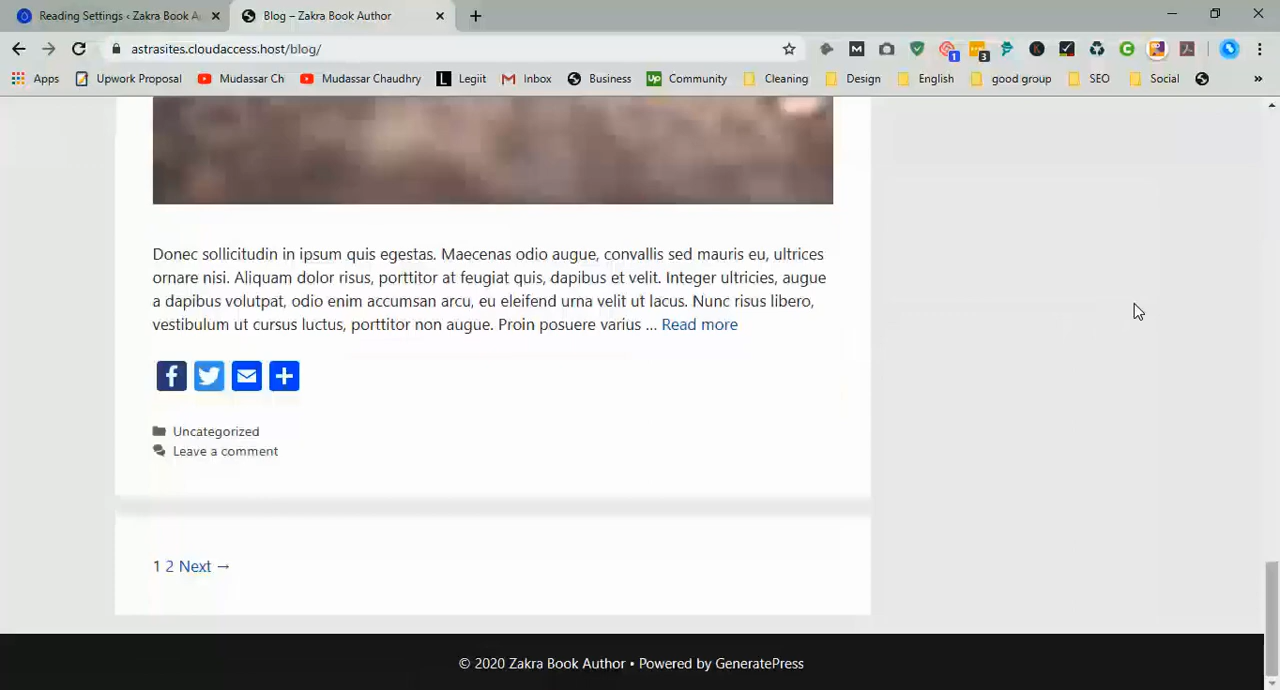 Reading Settings ‹ Zakra Book A
Blog – Zakra Book Author
astrasites.cloudaccess.host/blog/
1
3
Apps
Upwork Proposal
Mudassar Ch
Mudassar Chaudhry
Legiit
Inbox
Business
Community
Cleaning
Design
English
good group
SEO
Social
»
Donec sollicitudin in ipsum quis egestas. Maecenas odio augue, convallis sed mauris eu, ultrices
ornare nisi. Aliquam dolor risus, porttitor at feugiat quis, dapibus et velit. Integer ultricies, augue
a dapibus volutpat, odio enim accumsan arcu, eu eleifend urna velit ut lacus. Nunc risus libero,
vestibulum ut cursus luctus, porttitor non augue. Proin posuere varius ... Read more
Uncategorized
Leave a comment
1 2 Next →
© 2020 Zakra Book Author • Powered by GeneratePress